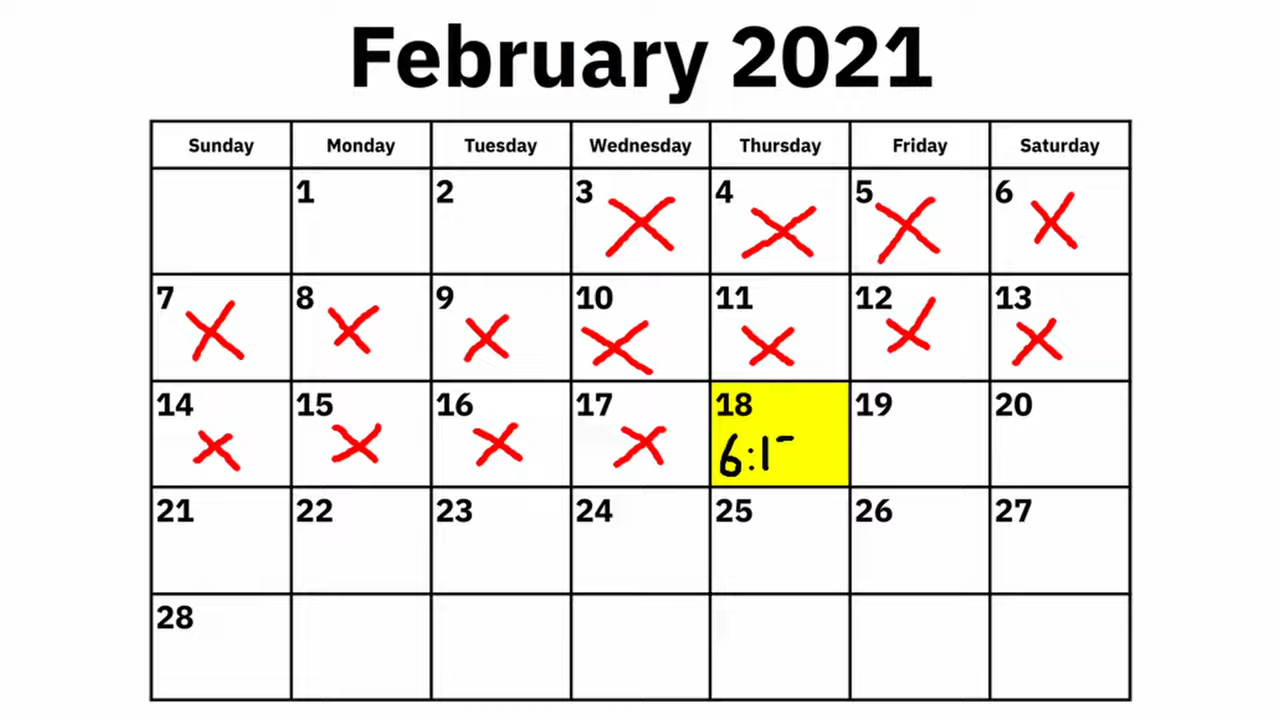 February 2021
Sunday Monday Tuesday Wednesday Thursday Friday Saturday
1 2 3 4 5 6
7 8 9 10 11 12 13
14 15 16 17 18 19 20
21 22 23 24 25 26 27
28